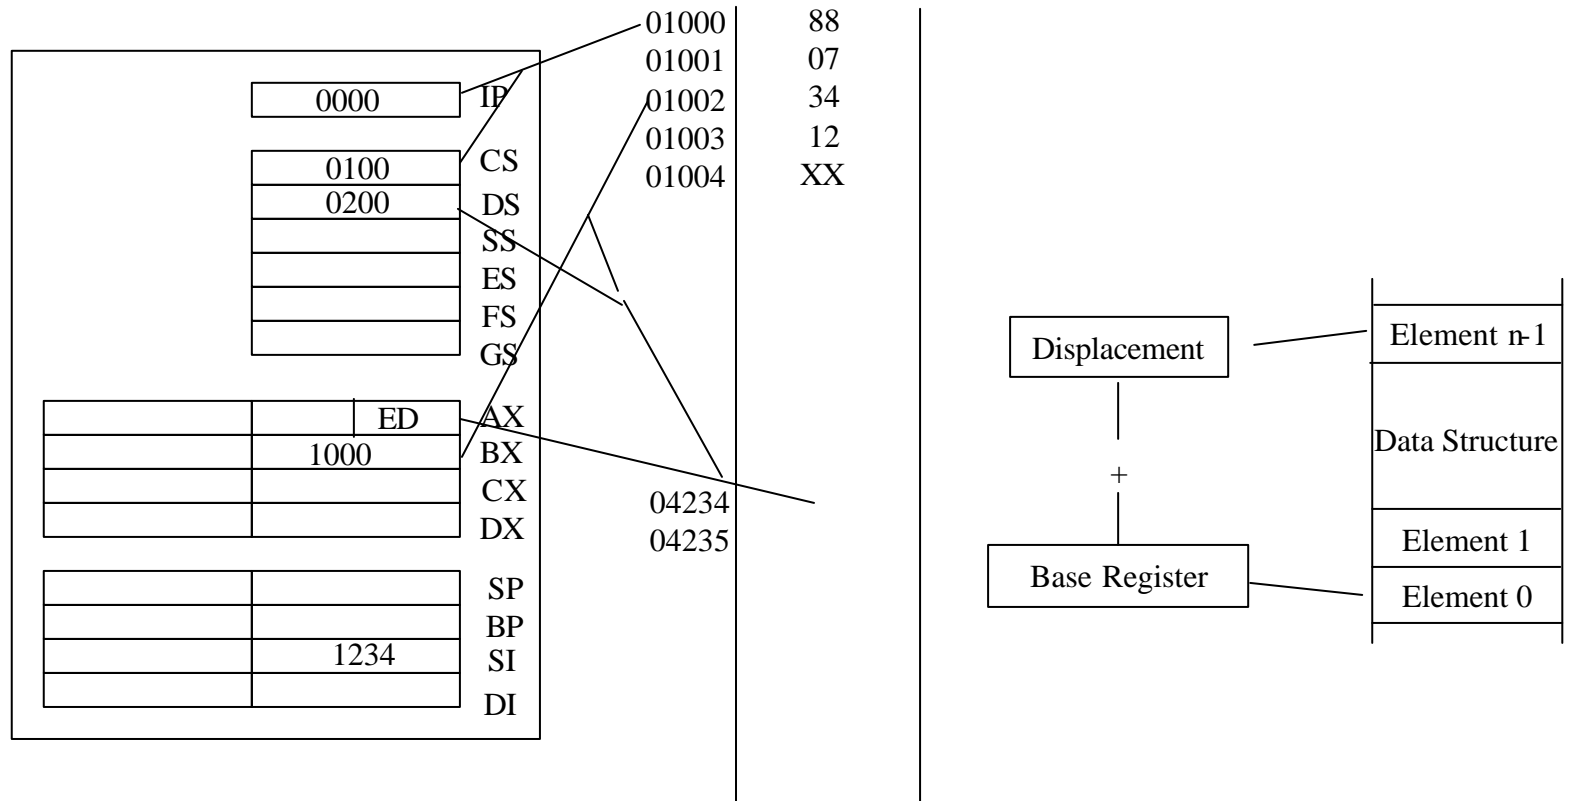 0000 IP
0100 CS
0200 DS
SS
ES
FS
GS
ED AX
1000 BX
CX
DX
SP
BP
1234 SI
DI
01000 88
01001 07
01002 34
01003 12
01004 XX
04234
04235
Displacement
+
Base Register
Element n-1
Data Structure
Element 1
Element 0